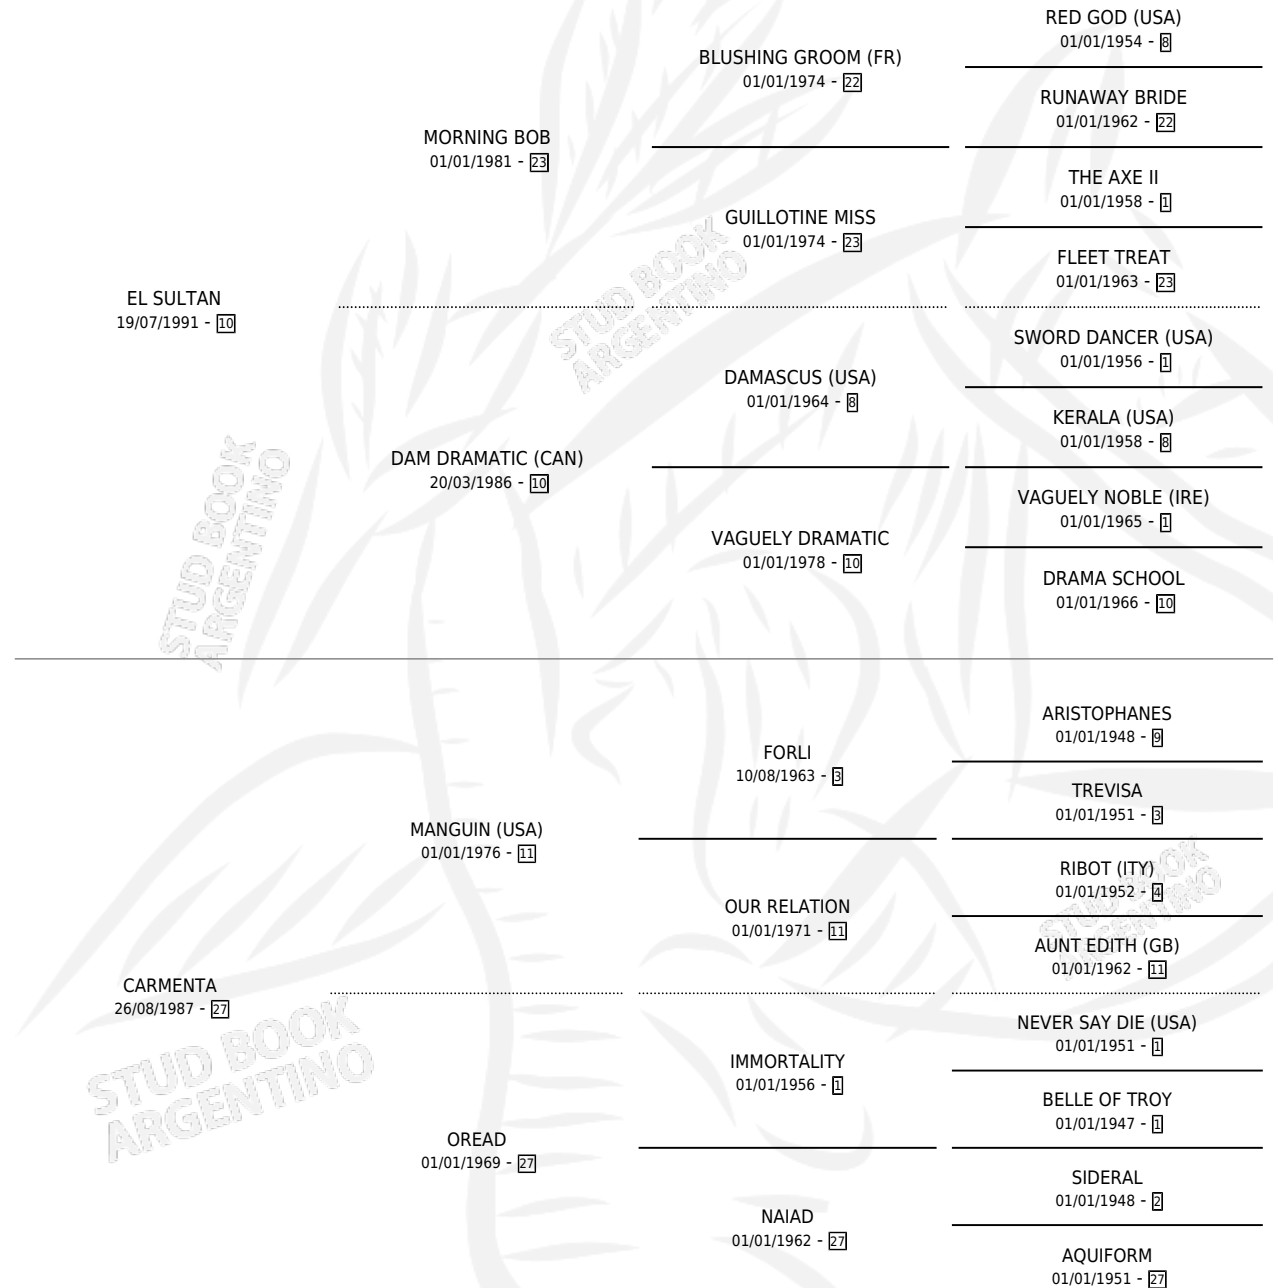 RED GOD (USA)
01/01/1954 - 8
BLUSHING GROOM (FR)
01/01/1974 - 22
RUNAWAY BRIDE
01/01/1962 - 22
MORNING BOB
01/01/1981 - 23
THE AXE II
01/01/1958 - 1
GUILLOTINE MISS
01/01/1974 - 23
FLEET TREAT
01/01/1963 - 23
EL SULTAN
19/07/1991 - 10
SWORD DANCER (USA)
01/01/1956 - 1
DAMASCUS (USA)
01/01/1964 - 8
KERALA (USA)
01/01/1958 - 8
DAM DRAMATIC (CAN)
20/03/1986 - 10
VAGUELY NOBLE (IRE)
01/01/1965 - 1
VAGUELY DRAMATIC
01/01/1978 - 10
DRAMA SCHOOL
01/01/1966 - 10
STUD BOOK
ARGENTINO
STUD BOOK
ARGENTINO
ARISTOPHANES
01/01/1948 - 9
FORLI
10/08/1963 - 3
TREVISA
01/01/1951 - 3
MANGUIN (USA)
01/01/1976 - 11
RIBOT (ITY)
01/01/1952 - 4
OUR RELATION
01/01/1971 - 11
AUNT EDITH (GB)
01/01/1962 - 11
CARMENTA
26/08/1987 - 27
NEVER SAY DIE (USA)
01/01/1951 - 1
IMMORTALITY
01/01/1956 - 1
BELLE OF TROY
01/01/1947 - 1
OREAD
01/01/1969 - 27
SIDERAL
01/01/1948 - 2
NAIAD
01/01/1962 - 27
AQUIFORM
01/01/1951 - 27
STUD BOOK
ARGENTINO
STUD BOOK
ARGENTINO